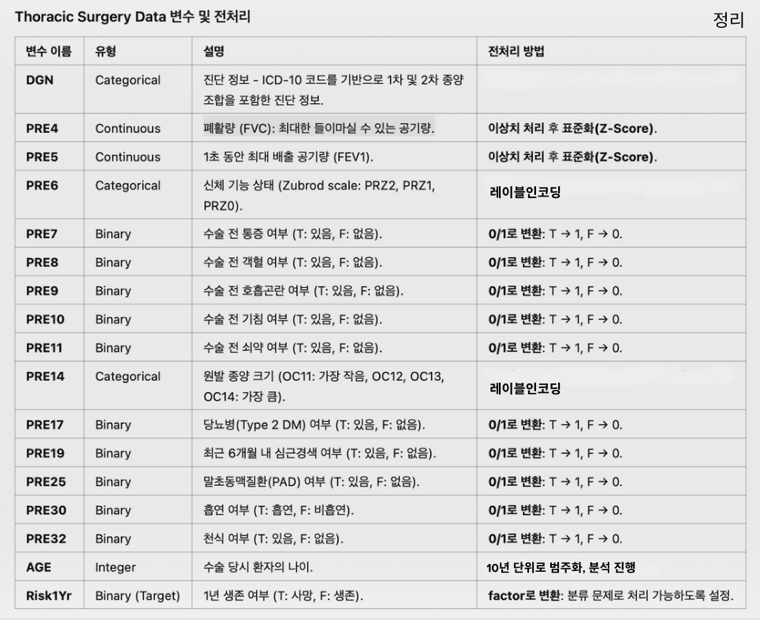 Thoracic Surgery Data 변수 및 전처리
정리
변수 이름 유형 설명 전처리 방법
DGN Categorical 진단 정보 - ICD-10 코드를 기반으로 1차 및 2차 종양
조합을 포함한 진단 정보.
PRE4 Continuous 폐활량 (FVC): 최대한 들이마실 수 있는 공기량. 이상치 처리 후 표준화(Z-Score).
PRE5 Continuous 1초 동안 최대 배출 공기량 (FEV1). 이상치 처리 후 표준화(Z-Score).
PRE6 Categorical 신체 기능 상태 (Zubrod scale: PRZ2, PRZ1,
PRZ0). 레이블인코딩
PRE7 Binary 수술 전 통증 여부 (T: 있음, F: 없음). 0/1로 변환: T → 1, F → 0.
PRE8 Binary 수술 전 객혈 여부 (T: 있음, F: 없음). 0/1로 변환: T → 1, F → 0.
PRE9 Binary 수술 전 호흡곤란 여부 (T: 있음, F: 없음). 0/1로 변환: T → 1, F → 0.
PRE10 Binary 수술 전 기침 여부 (T: 있음, F: 없음). 0/1로 변환: T → 1, F → 0.
PRE11 Binary 수술 전 쇠약 여부 (T: 있음, F: 없음). 0/1로 변환: T → 1, F → 0.
PRE14 Categorical 원발 종양 크기 (OC11: 가장 작음, OC12, OC13,
OC14: 가장 큼). 레이블인코딩
PRE17 Binary 당뇨병(Type 2 DM) 여부 (T: 있음, F: 없음). 0/1로 변환: T → 1, F → 0.
PRE19 Binary 최근 6개월 내 심근경색 여부 (T: 있음, F: 없음). 0/1로 변환: T → 1, F → 0.
PRE25 Binary 말초동맥질환(PAD) 여부 (T: 있음, F: 없음). 0/1로 변환: T → 1, F → 0.
PRE30 Binary 흡연 여부 (T: 흡연, F: 비흡연). 0/1로 변환: T → 1, F → 0.
PRE32 Binary 천식 여부 (T: 있음, F: 없음). 0/1로 변환: T → 1, F → 0.
AGE Integer 수술 당시 환자의 나이. 10년 단위로 범주화, 분석 진행
Risk1Yr Binary (Target) 1년 생존 여부 (T: 사망, F: 생존). factor로 변환: 분류 문제로 처리 가능하도록 설정.